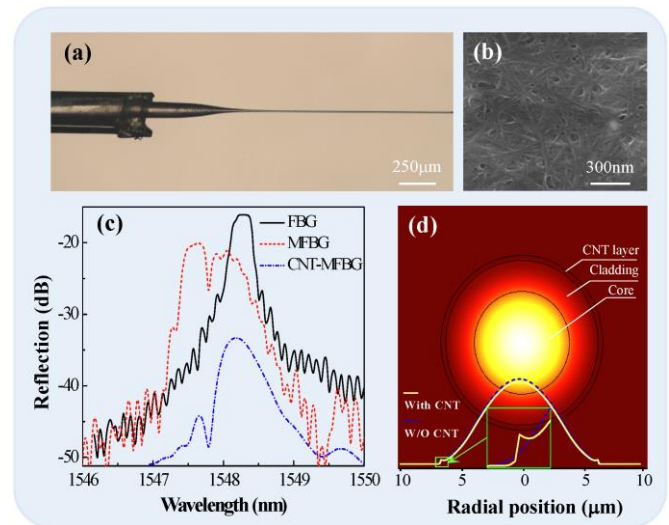 (a)
250μm
(b)
300nm
(c)
FBG
MFBG
CNT-MFBG
-20
-30
-40
-50
Reflection (dB)
1546 1547 1548 1549 1550
Wavelength (nm)
(d)
CNT layer
Cladding
Core
With CNT
W/O CNT
10 5 0 5 10
Radial position (μm)